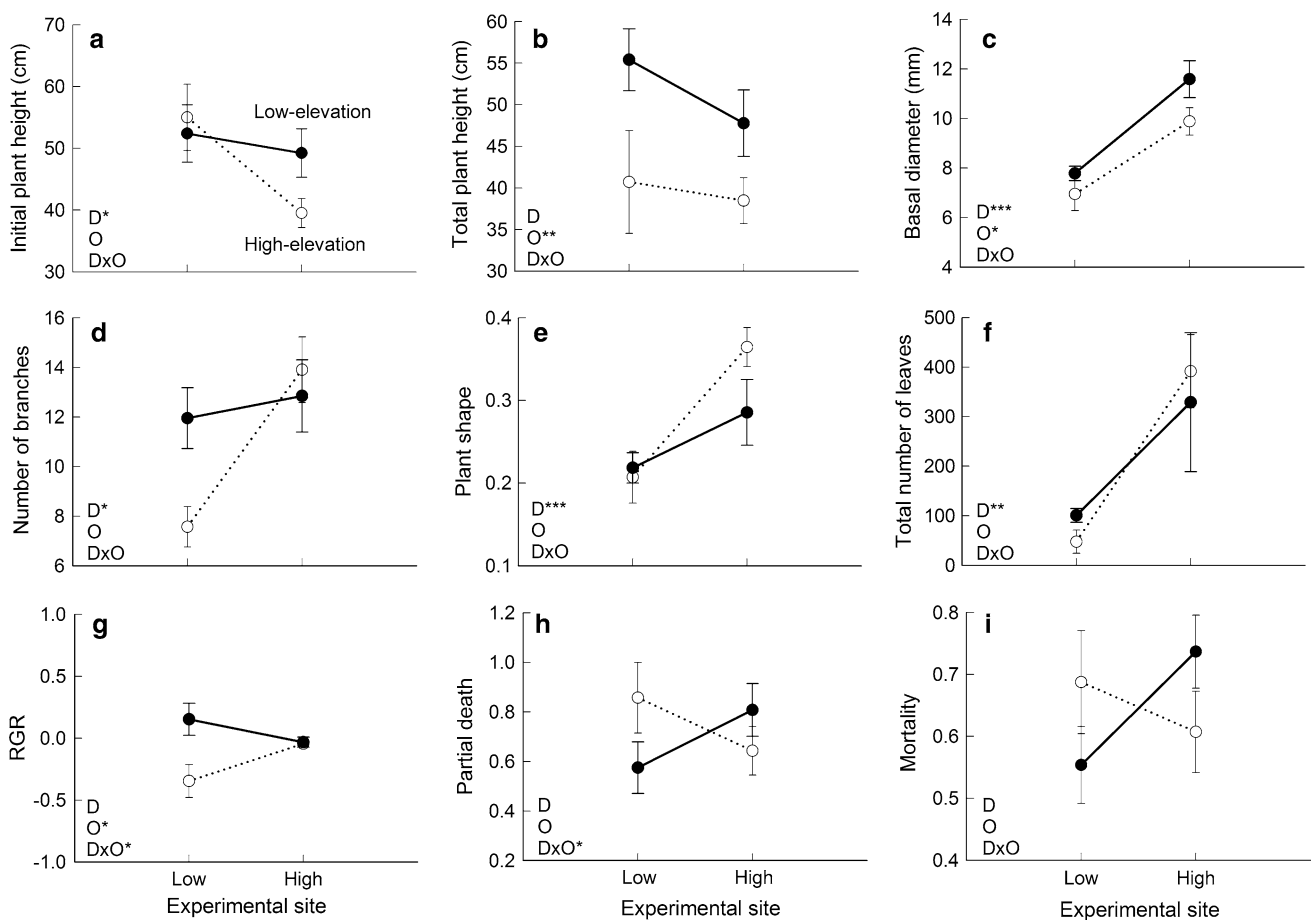 a
Initial plant height (cm)
70
60
50
40
30
Low-elevation
High-elevation
D*
O
DxO
b
Total plant height (cm)
60
55
50
45
40
35
30
D
O**
DxO
c
Basal diameter (mm)
14
12
10
8
6
4
D***
O*
DxO
d
Number of branches
16
14
12
10
8
6
D*
O
DxO
e
Plant shape
0.4
0.3
0.2
0.1
D***
O
DxO
f
Total number of leaves
500
400
300
200
100
0
D**
O
DxO
g
RGR
1.0
0.5
0.0
-0.5
-1.0
D
O*
DxO*
Low High
Experimental site
h
Partial death
1.2
1.0
0.8
0.6
0.4
0.2
D
O
DxO*
Low High
Experimental site
i
Mortality
0.8
0.7
0.6
0.5
0.4
D
O
DxO
Low High
Experimental site